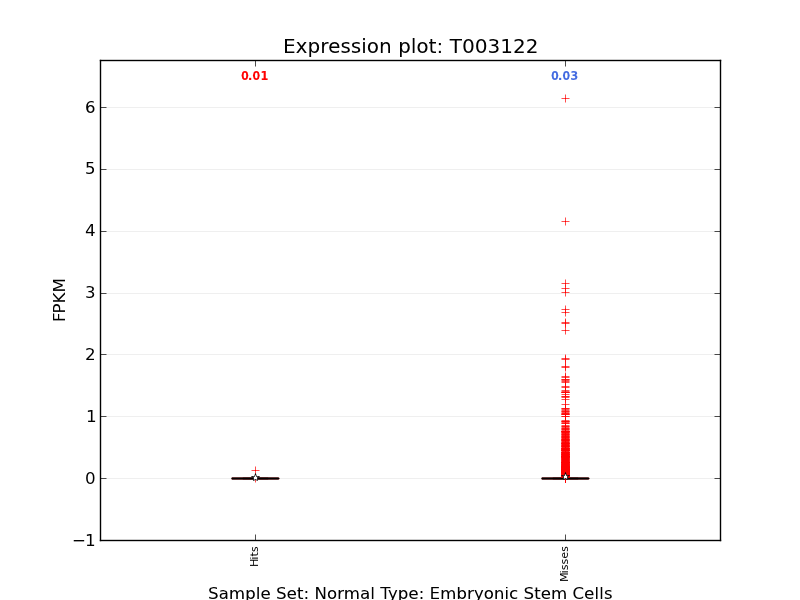 Expression plot: T003122
0.01
0.03
6
5
4
3
2
1
0
−1
FPKM
Hits
Misses
Sample Set: Normal Type: Embryonic Stem Cells